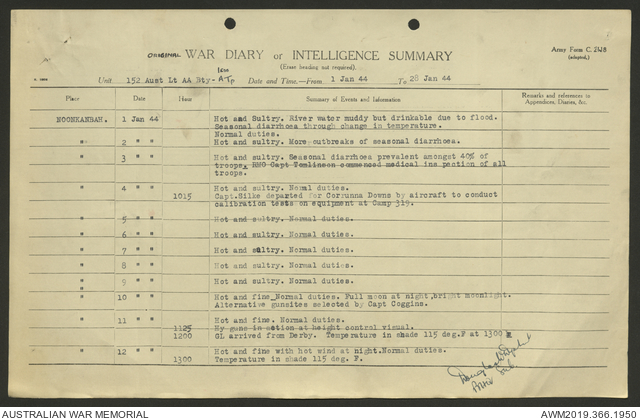 ORIGINAL WAR DIARY or INTELLIGENCE SUMMARY
Army Form C. 2118
(Erase heading not required).
(adapted.)
Unit 152 Aust Lt AA Bty- Date and Time.—From 1 Jan 44 To 28 Jan 44
Place Date Hour Summary of Events and Information Remarks and references to
Appendices, Diaries, &c.
NOONKANBAH. 1 Jan 44 Hot and Sultry. River water muddy but drinkable due to flood.
Seasonal diarrhoea through change in temperature.
Normal duties.
" 2 " " Hot and sultry. More outbreaks of seasonal diarrhoea.
" 3 " " Hot and sultry. Seasonal diarrhoea prevalent amongst 40% of
troops. RMO Capt Tomlinson commenced medical inspection of all
troops.
" 4 " " Hot and sultry. Normal duties.
1015 Capt.Silke departed for Corrunna Downs by aircraft to conduct
calibration tests on equipment at Camp 319.
" 5 " " Hot and sultry. Normal duties.
" 6 " " Hot and sultry. Normal duties.
" 7 " " Hot and sultry. Normal duties.
" 8 " " Hot and sultry. Normal duties.
" 9 " " Hot and sultry. Normal duties.
"
" 10 " " Hot and fine. Normal duties. Full moon at night, bright moonlight.
Alternative gunsites selected by Capt Coggins.
" 11 " " Hot and fine. Normal duties.
1125 Hy guns in action at height control visual.
1200 GL arrived from Derby. Temperature in shade 115 deg.F at 1300
" 12 " " Hot and fine with hot wind at night.Normal duties.
1300 Temperature in shade 115 deg. F.
AUSTRALIAN WAR MEMORIAL AWM2019.366.1950